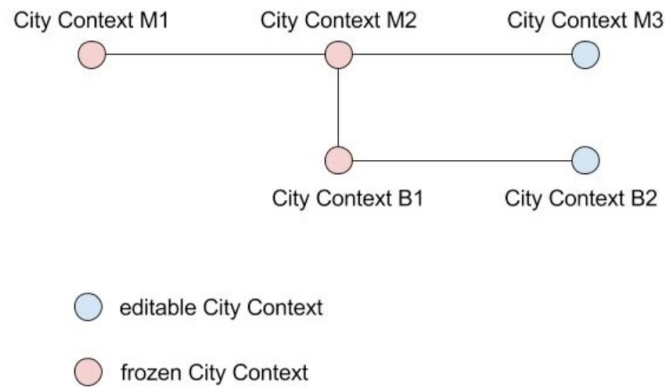 City Context M1
City Context M2
City Context M3
City Context B1
City Context B2
editable City Context
frozen City Context